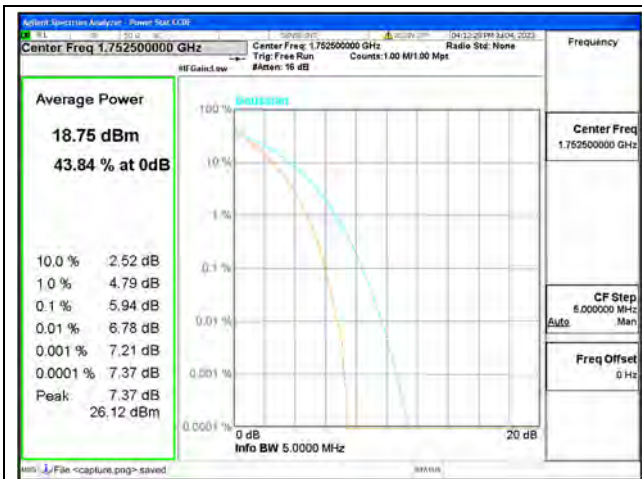 Agilent Spectrum Analyzer - Power Stat CCDF
Center Freq 1.752500000 GHz
Center Freq: 1.752500000 GHz
Radio Std: None
Trig: Free Run
Counts:1.00 M/1.00 Mpt
#IFGain:Low
#Atten: 16 dB
Frequency
Average Power
18.75 dBm
43.84 % at 0dB
10.0 % 2.52 dB
1.0 % 4.79 dB
0.1 % 5.94 dB
0.01 % 6.78 dB
0.001 % 7.21 dB
0.0001 % 7.37 dB
Peak 7.37 dB
26.12 dBm
Gaussian
100 %
10 %
1 %
0.1 %
0.01 %
0.001 %
0.0001 %
0 dB
20 dB
Info BW 5.0000 MHz
Center Freq
1.752500000 GHz
CF Step
5.000000 MHz
Auto Man
Freq Offset
0 Hz
MSG File <capture.png> saved
STATUS